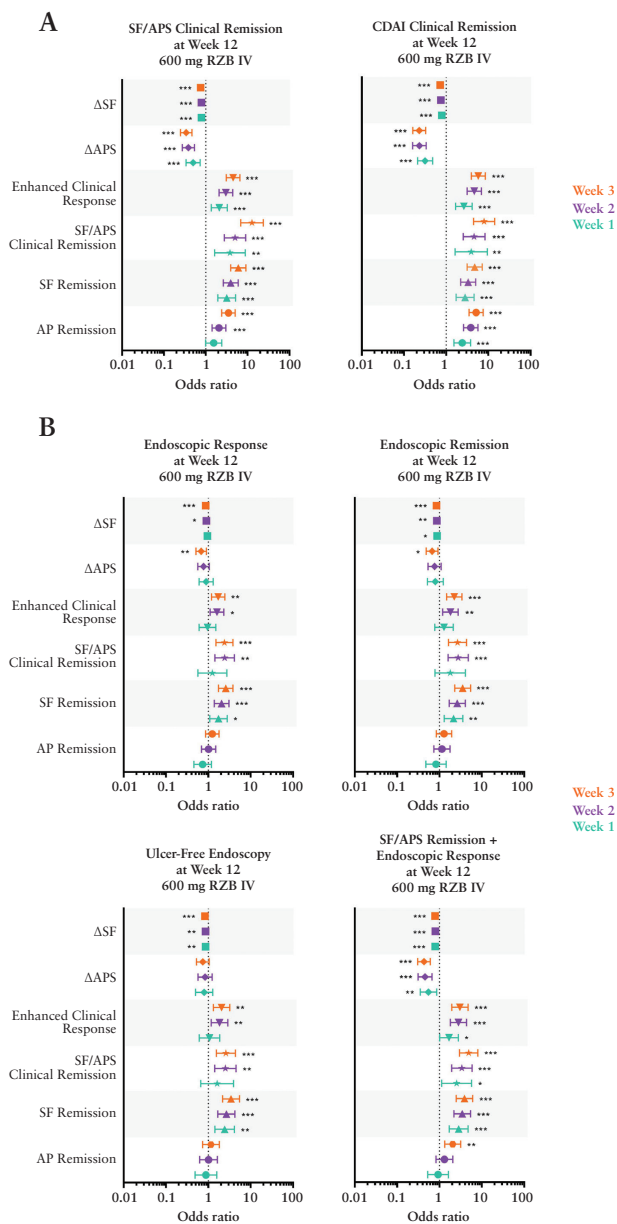 A
SF/APS Clinical Remission
at Week 12
600 mg RZB IV
ΔSF
***
***
***
ΔAPS
***
***
***
Enhanced Clinical
Response
***
***
***
SF/APS
Clinical Remission
***
***
**
SF Remission
***
***
***
AP Remission
***
***
0.01 0.1 1 10 100
Odds ratio
CDAI Clinical Remission
at Week 12
600 mg RZB IV
***
***
***
***
***
***
***
***
***
***
***
**
***
***
***
***
***
***
0.01 0.1 1 10 100
Odds ratio
Week 3
Week 2
Week 1
B
Endoscopic Response
at Week 12
600 mg RZB IV
ΔSF
***
*
ΔAPS
**
Enhanced Clinical
Response
**
*
SF/APS
Clinical Remission
***
**
SF Remission
***
***
*
AP Remission
0.01 0.1 1 10 100
Odds ratio
Endoscopic Remission
at Week 12
600 mg RZB IV
***
**
*
*
***
**
***
***
***
***
**
0.01 0.1 1 10 100
Odds ratio
Week 3
Week 2
Week 1
Ulcer-Free Endoscopy
at Week 12
600 mg RZB IV
ΔSF
***
**
**
ΔAPS
Enhanced Clinical
Response
**
**
SF/APS
Clinical Remission
***
**
SF Remission
***
***
**
AP Remission
0.01 0.1 1 10 100
Odds ratio
SF/APS Remission +
Endoscopic Response
at Week 12
600 mg RZB IV
***
***
***
***
***
**
***
***
*
***
***
*
***
***
***
**
0.01 0.1 1 10 100
Odds ratio